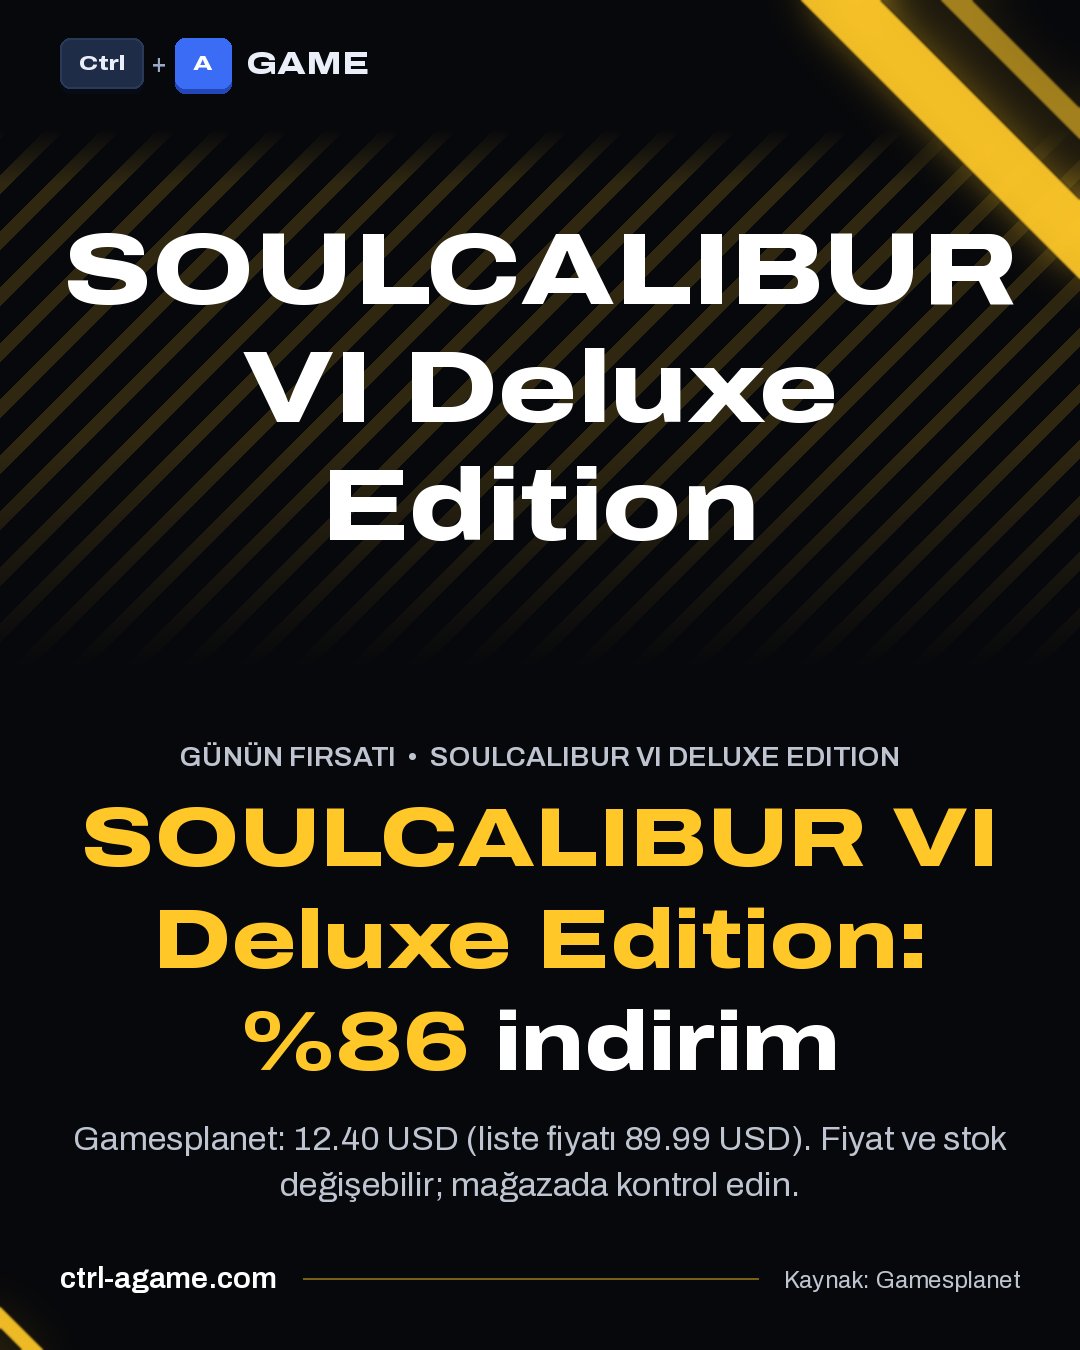 Ctrl + A GAME
SOULCALIBUR
VI Deluxe
Edition
GÜNÜN FIRSATI • SOULCALIBUR VI DELUXE EDITION
SOULCALIBUR VI
Deluxe Edition:
%86 indirim
Gamesplanet: 12.40 USD (liste fiyatı 89.99 USD). Fiyat ve stok
değişebilir; mağazada kontrol edin.
ctrl-agame.com
Kaynak: Gamesplanet